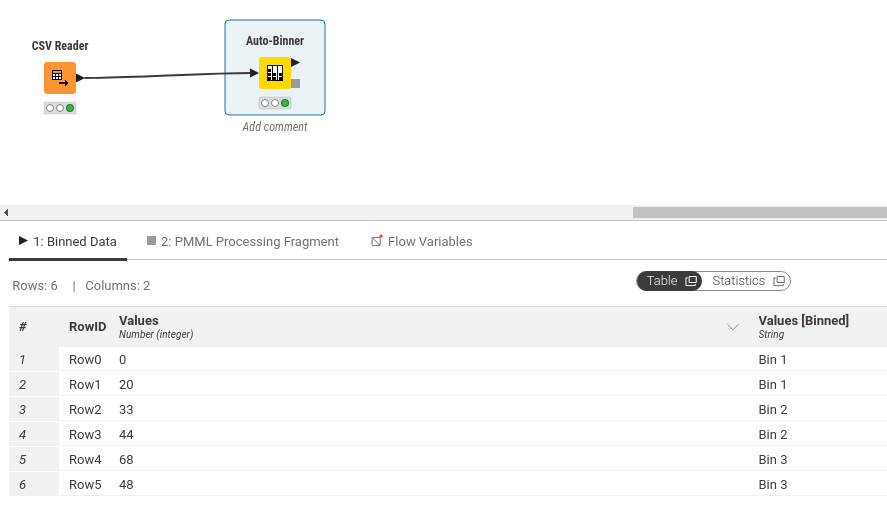 CSV Reader
Auto-Binner
Add comment
1: Binned Data 2: PMML Processing Fragment Flow Variables
Rows: 6 | Columns: 2 Table Statistics
# RowID Values Values [Binned]
Number (integer) String
1 Row0 0 Bin 1
2 Row1 20 Bin 1
3 Row2 33 Bin 2
4 Row3 44 Bin 2
5 Row4 68 Bin 3
6 Row5 48 Bin 3